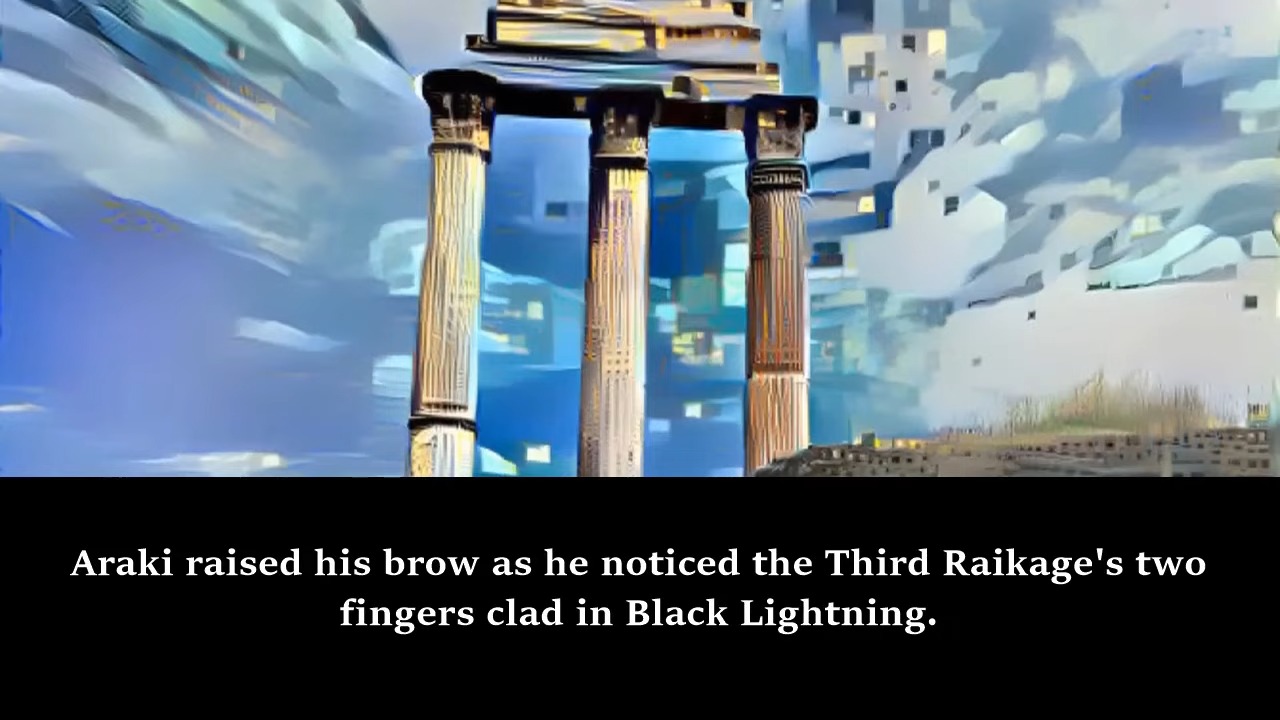 Araki raised his brow as he noticed the Third Raikage's two
fingers clad in Black Lightning.